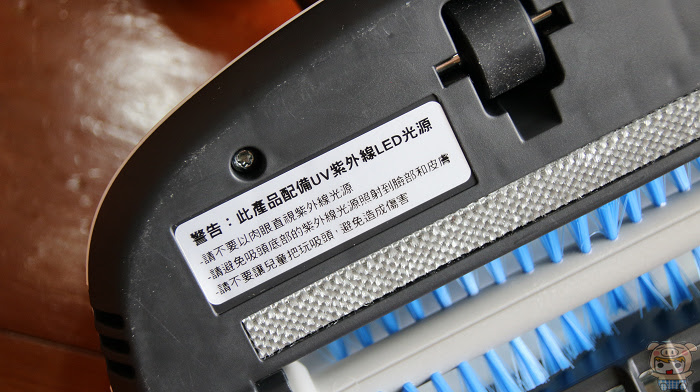 警告：此產品配備UV紫外線LED光源
-請不要以肉眼直視紫外線光源
-請避免吸頭底部的紫外線光源照射到臉部和皮膚
-請不要讓兒童把玩吸頭，避免造成傷害